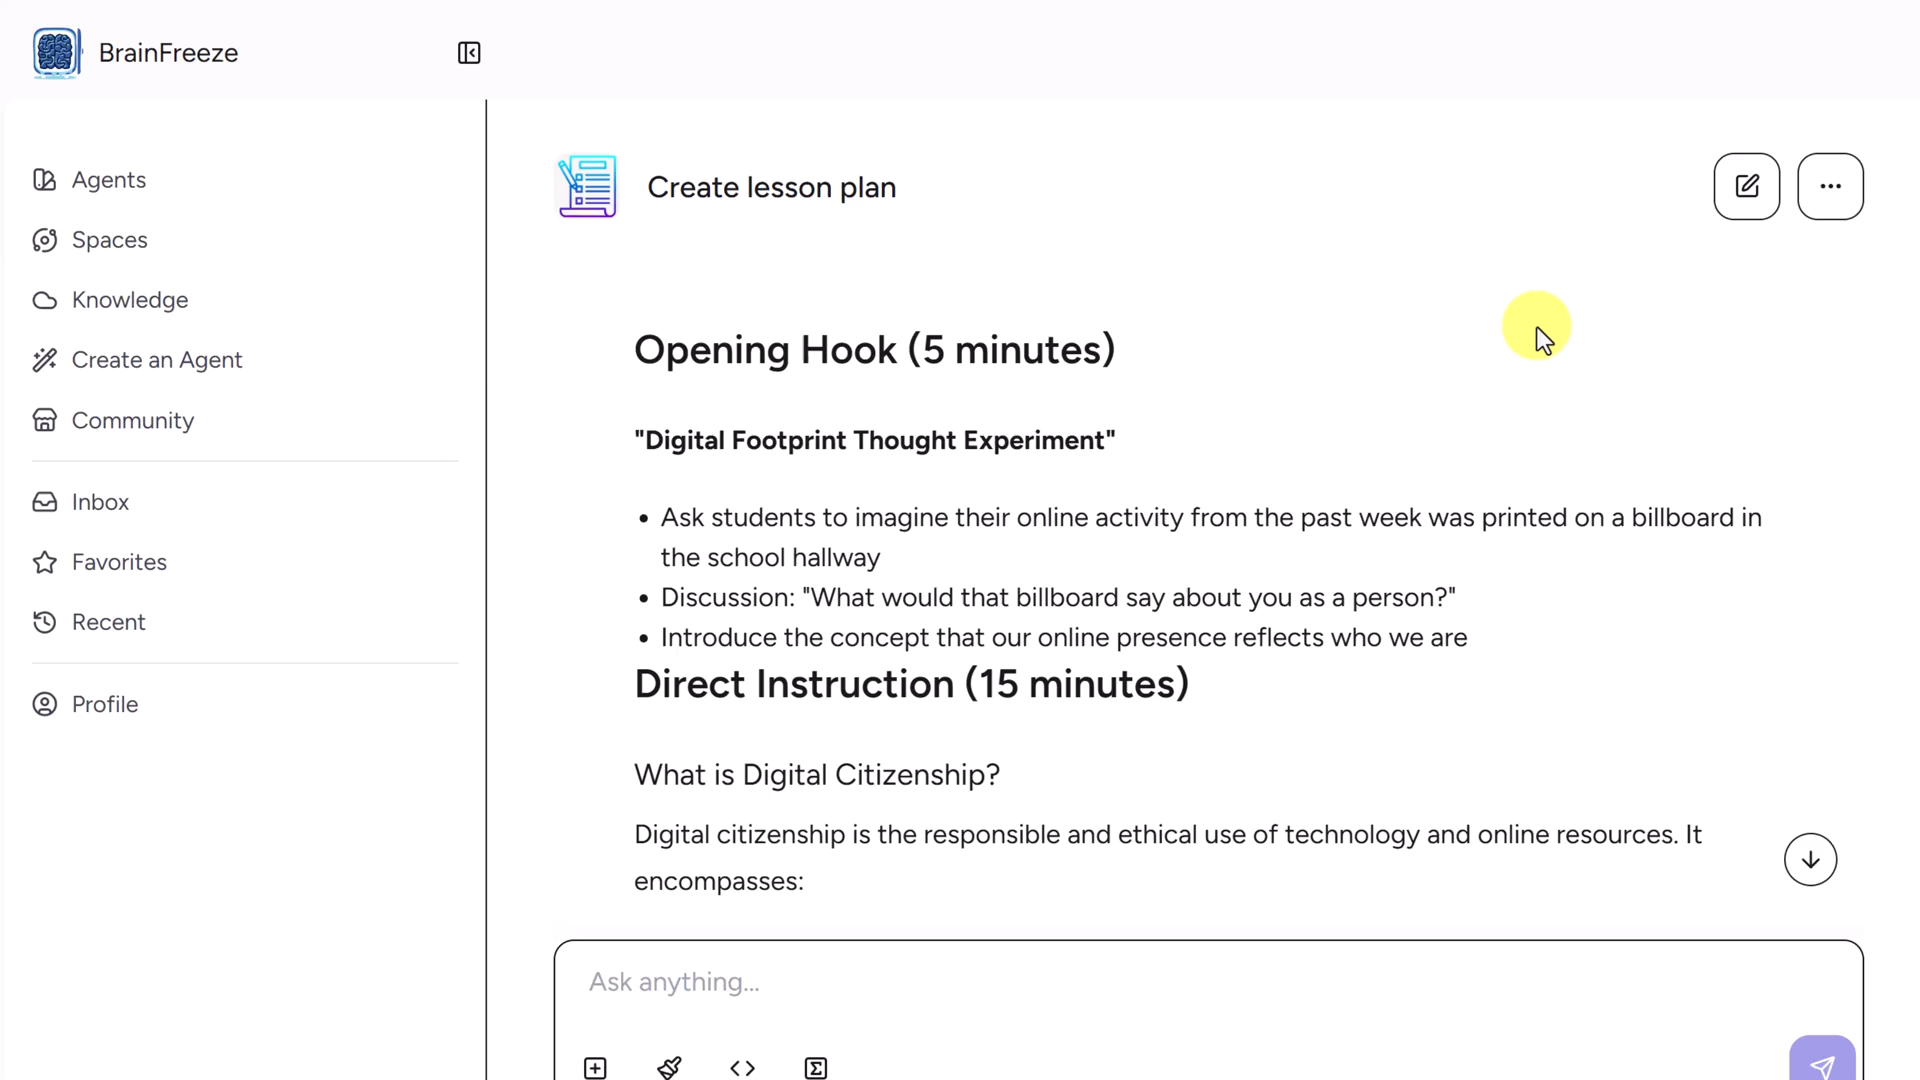 BrainFreeze
Agents
Spaces
Knowledge
Create an Agent
Community
Inbox
Favorites
Recent
Profile
Create lesson plan
Opening Hook (5 minutes)
"Digital Footprint Thought Experiment"
• Ask students to imagine their online activity from the past week was printed on a billboard in
the school hallway
• Discussion: "What would that billboard say about you as a person?"
• Introduce the concept that our online presence reflects who we are
Direct Instruction (15 minutes)
What is Digital Citizenship?
Digital citizenship is the responsible and ethical use of technology and online resources. It
encompasses:
Ask anything...